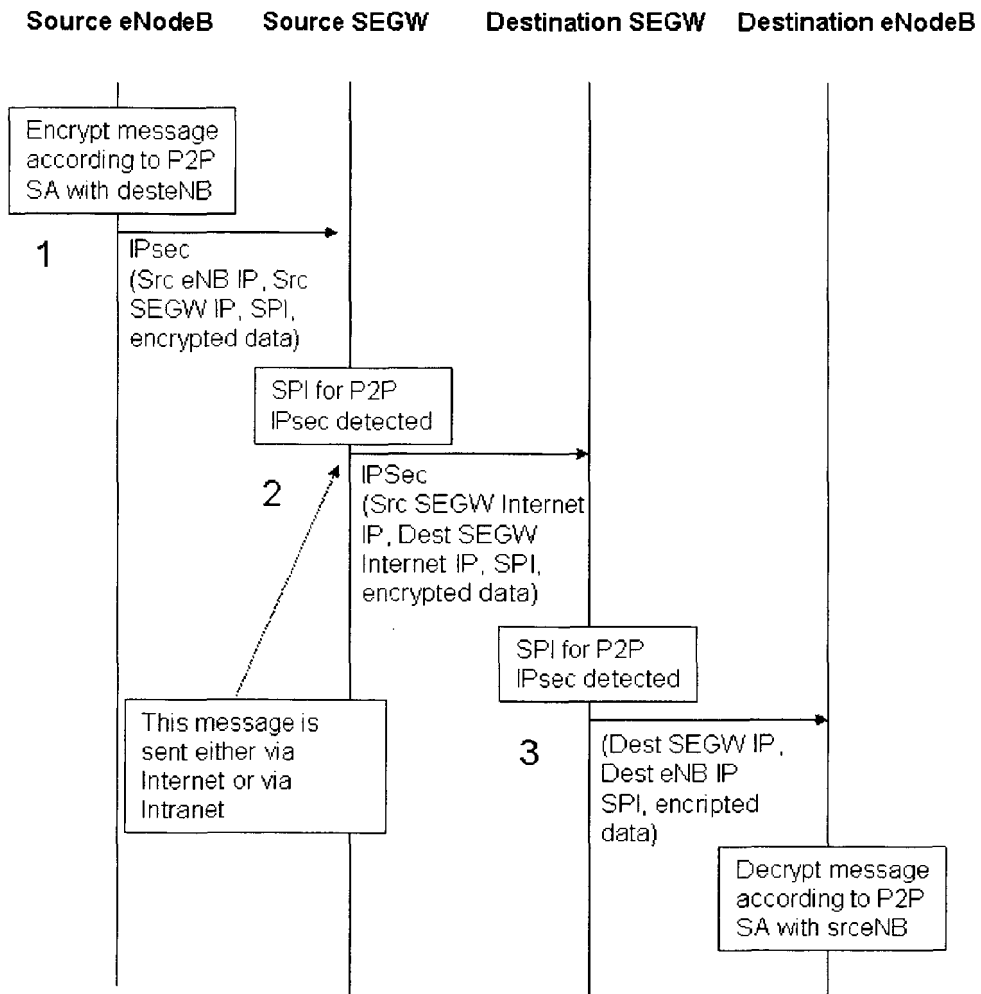 Source eNodeB Source SEGW Destination SEGW Destination eNodeB
Encrypt message
according to P2P
SA with desteNB
1
IPsec
(Src eNB IP, Src
SEGW IP, SPI,
encrypted data)
SPI for P2P
IPsec detected
2
IPSec
(Src SEGW Internet
IP, Dest SEGW
Internet IP, SPI,
encrypted data)
SPI for P2P
IPsec detected
This message is
sent either via
Internet or via
Intranet
3
(Dest SEGW IP,
Dest eNB IP
SPI, encripted
data)
Decrypt message
according to P2P
SA with srceNB